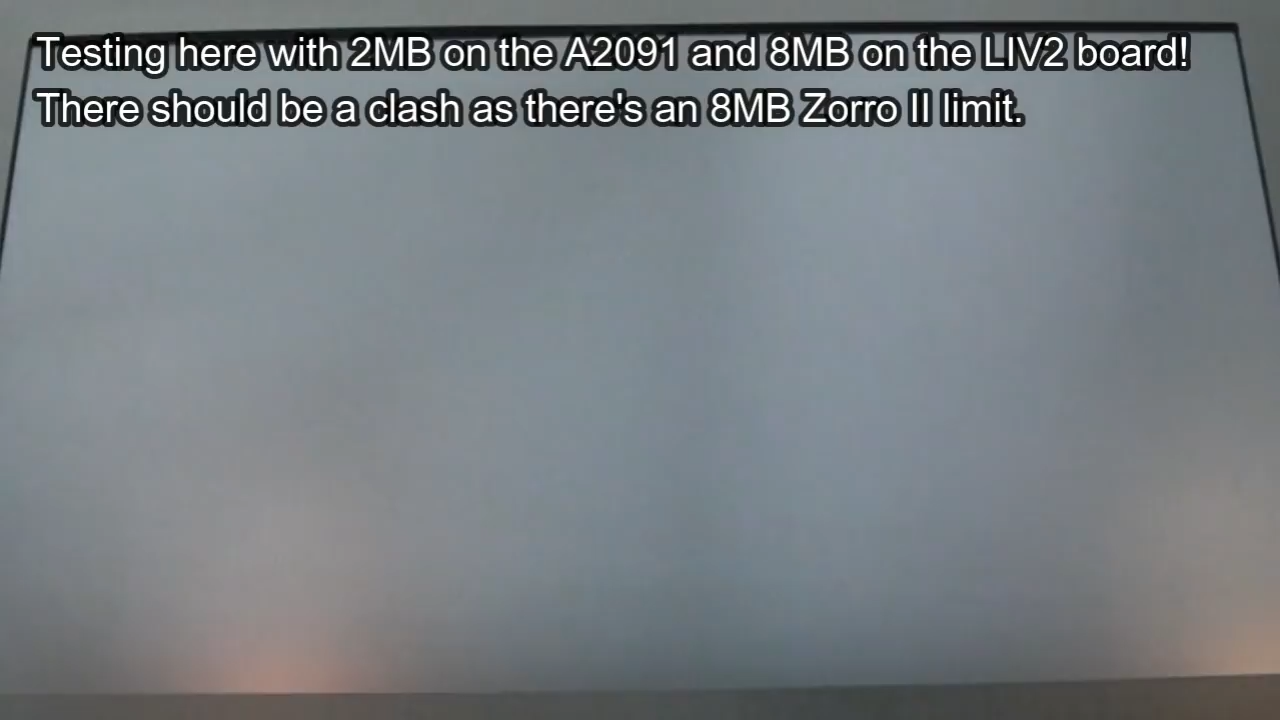 Testing here with 2MB on the A2091 and 8MB on the LIV2 board!
There should be a clash as there's an 8MB Zorro II limit.